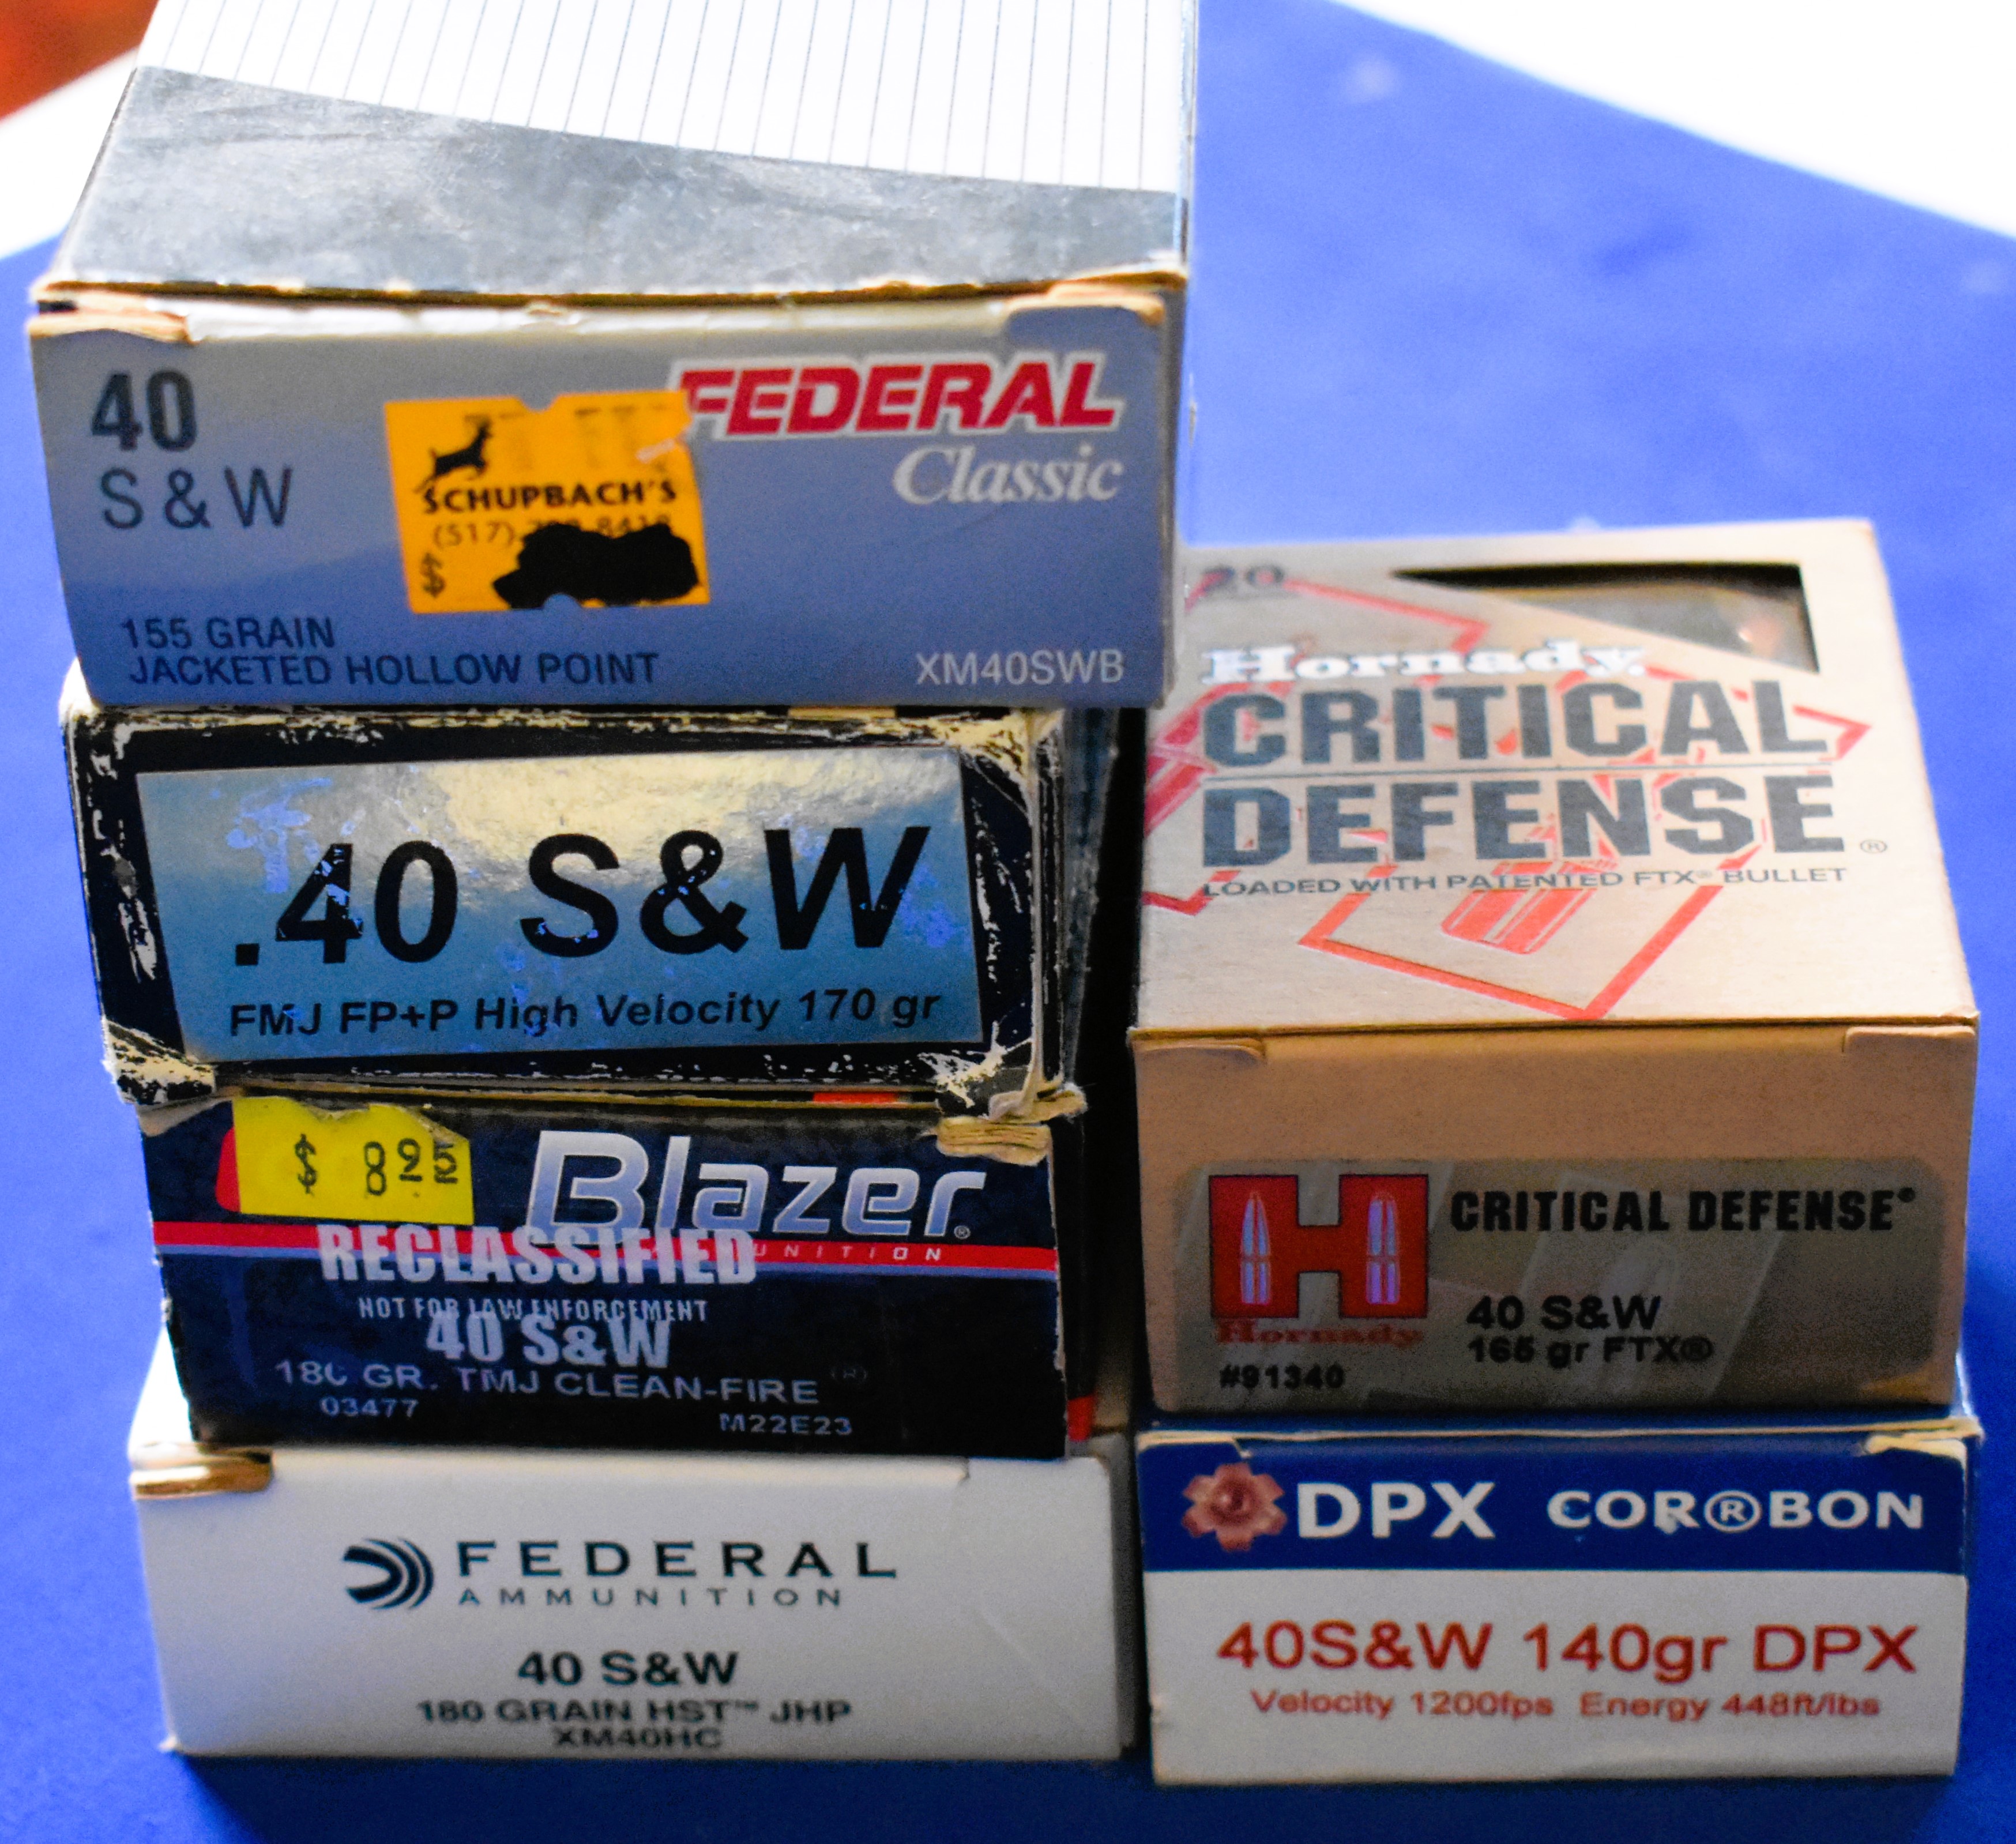 40
S & W
FEDERAL
Classic
SCHUPBACH'S
(517)
$
155 GRAIN
JACKETED HOLLOW POINT
XM40SWB
.40 S&W
FMJ FP+P High Velocity 170 gr
$ 8 95
Blazer®
RECLASSIFIED
NOT FOR LAW ENFORCEMENT
40 S&W
GR. TMJ CLEAN-FIRE (R)
03477
M22E23
FEDERAL
AMMUNITION
40 S&W
180 GRAIN HST™ JHP
XM40HC
20
Hornady
CRITICAL
DEFENSE®
LOADED WITH PATENTED FTX® BULLET
H
CRITICAL DEFENSE®
Hornady
40 S&W
165 gr FTX®
#91340
DPX COR®BON
40S&W 140gr DPX
Velocity 1200fps Energy 448ft/lbs